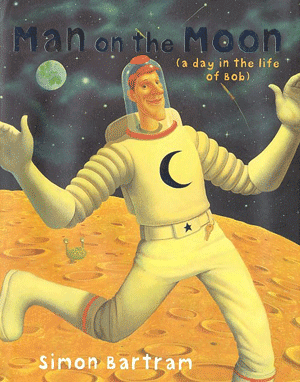 Man on the Moon
(a day in the life
of Bob)
Simon Bartram